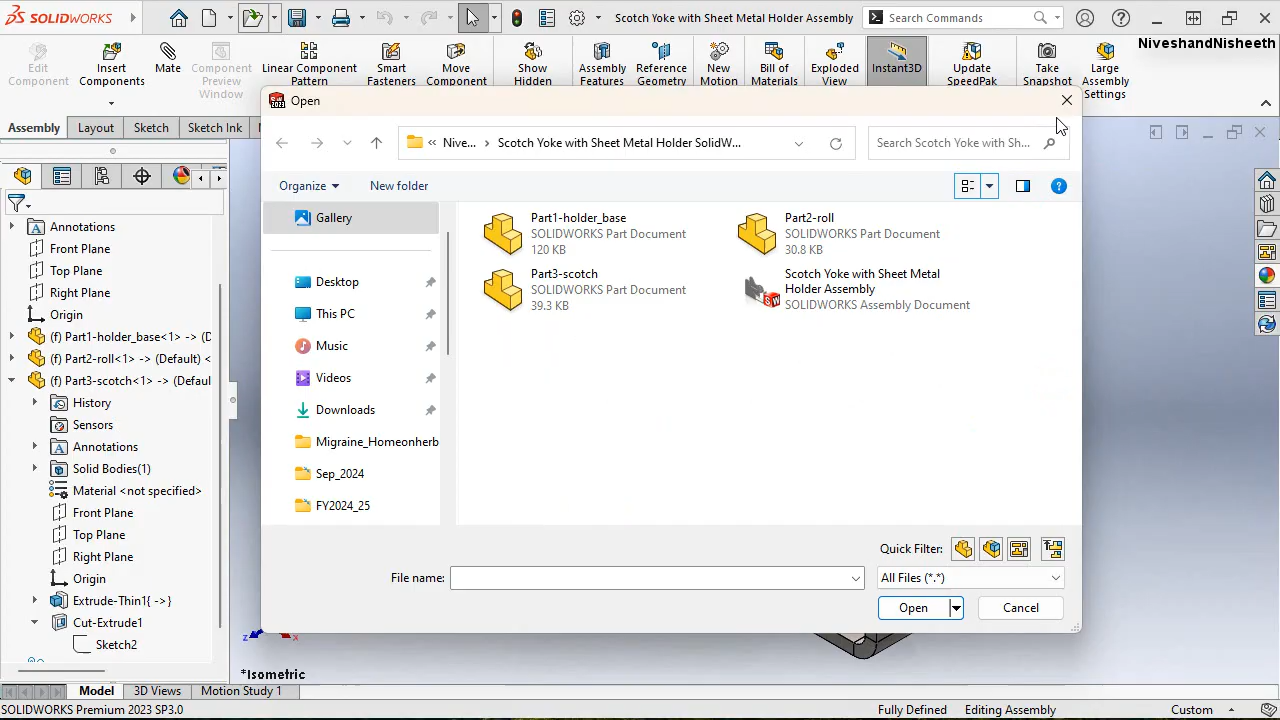 SOLIDWORKS
Scotch Yoke with Sheet Metal Holder Assembly
Search Commands
NiveshandNisheeth
Edit
Component
Insert
Components
Mate
Component
Preview
Window
Linear Component
Pattern
Smart
Fasteners
Move
Component
Show
Hidden
Assembly
Features
Reference
Geometry
New
Motion
Bill of
Materials
Exploded
View
Instant3D
Update
SpeedPak
Take
Snapshot
Large
Assembly
Settings
Assembly
Layout
Sketch
Sketch Ink
Open
Nive...
Scotch Yoke with Sheet Metal Holder SolidW...
Search Scotch Yoke with Sh...
Organize
New folder
Gallery
Desktop
This PC
Music
Videos
Downloads
Migraine_Homeonherb
Sep_2024
FY2024_25
Part1-holder_base
SOLIDWORKS Part Document
120 KB
Part2-roll
SOLIDWORKS Part Document
30.8 KB
Part3-scotch
SOLIDWORKS Part Document
39.3 KB
Scotch Yoke with Sheet Metal
Holder Assembly
SOLIDWORKS Assembly Document
Quick Filter:
File name:
All Files (*.*)
Open
Cancel
Annotations
Front Plane
Top Plane
Right Plane
Origin
(f) Part1-holder_base<1> -> (D
(f) Part2-roll<1> -> (Default) <
(f) Part3-scotch<1> -> (Defaul
History
Sensors
Annotations
Solid Bodies(1)
Material <not specified>
Front Plane
Top Plane
Right Plane
Origin
Extrude-Thin1{ ->}
Cut-Extrude1
Sketch2
z
x
*Isometric
Model
3D Views
Motion Study 1
SOLIDWORKS Premium 2023 SP3.0
Fully Defined
Editing Assembly
Custom